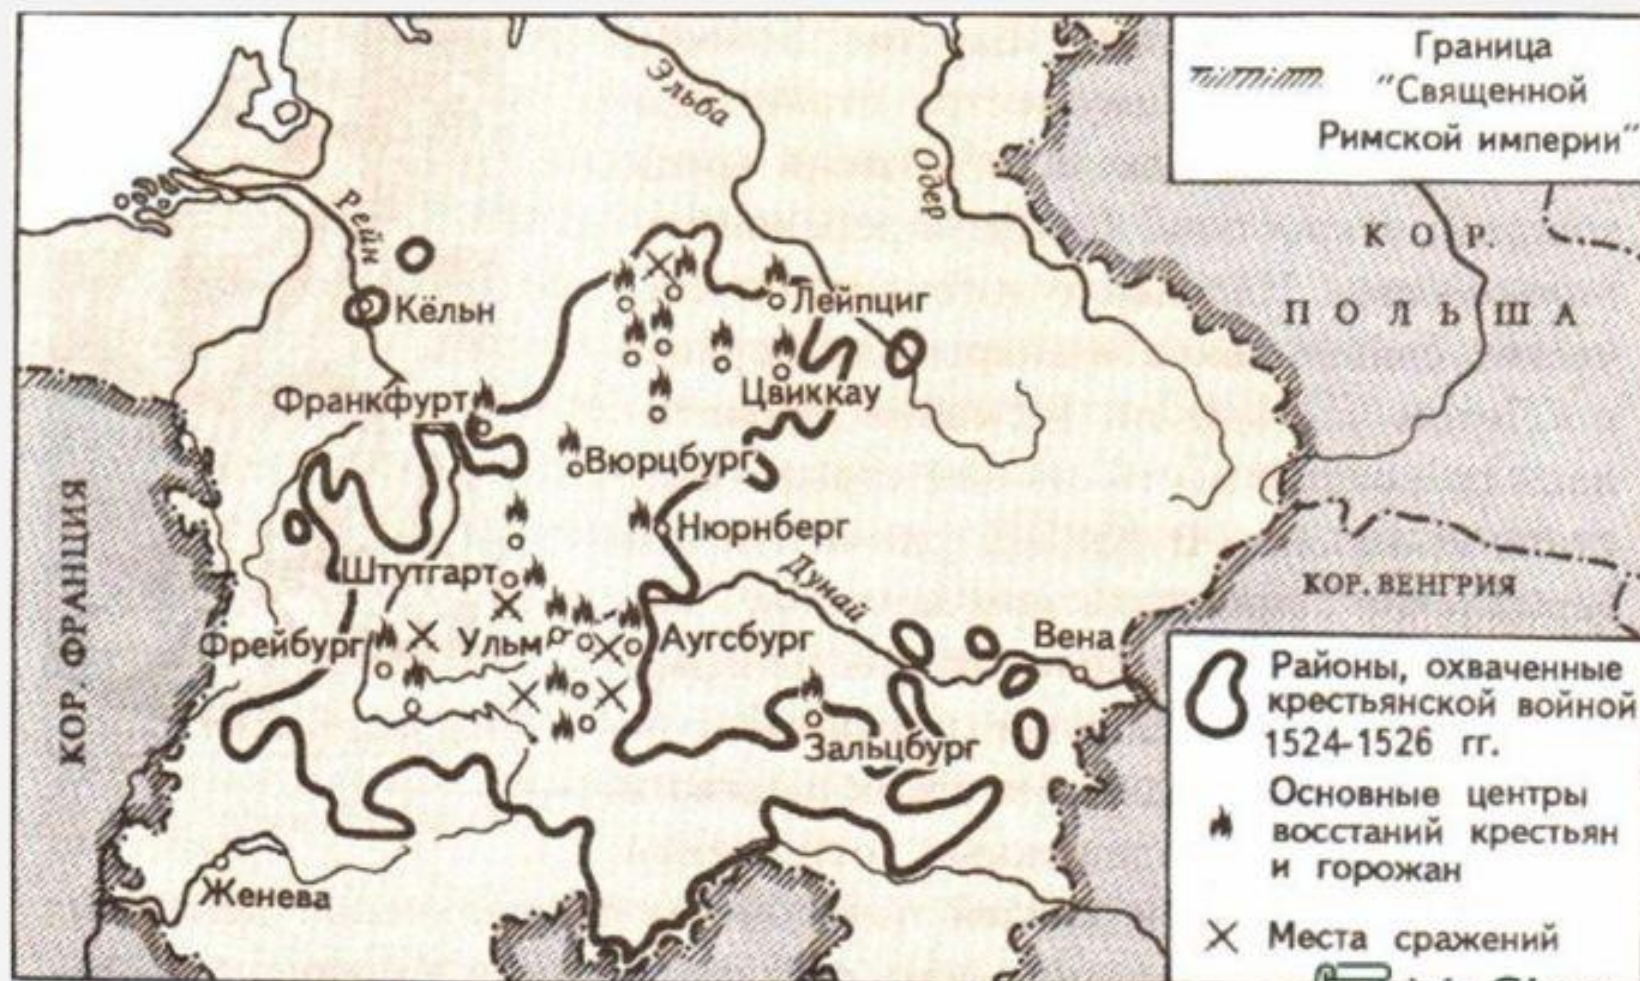 Граница
"Священной
Римской империи"
Эльба
Одер
Рейн
КОР.
ПОЛЬША
Кёльн
Лейпциг
Франкфурт
Цвиккау
Вюрцбург
КОР. ФРАНЦИЯ
Нюрнберг
Штутгарт
Дунай
КОР. ВЕНГРИЯ
Фрейбург
Ульм
Аугсбург
Вена
Зальцбург
Женева
Районы, охваченные
крестьянской войной
1524-1526 гг.
Основные центры
восстаний крестьян
и горожан
Места сражений